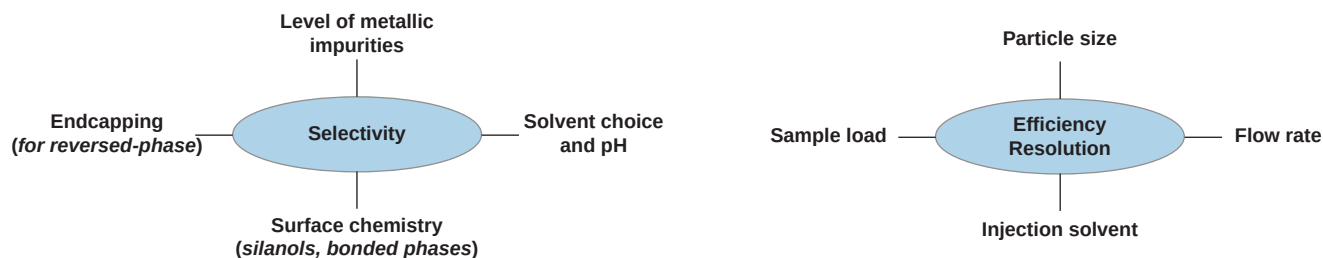 Level of metallic
impurities
Endcapping
(for reversed-phase)
Selectivity
Solvent choice
and pH
Surface chemistry
(silanols, bonded phases)
Particle size
Sample load
Efficiency
Resolution
Flow rate
Injection solvent